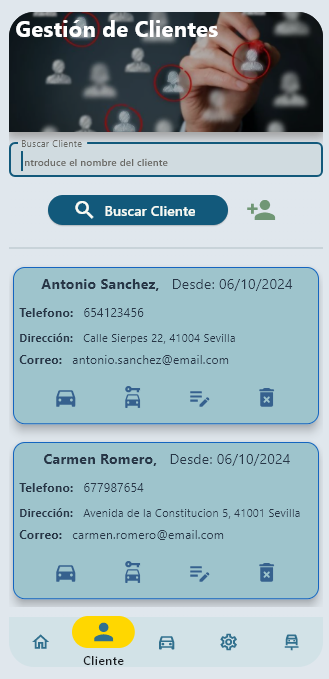 Gestión de Clientes
Buscar Cliente
Introduce el nombre del cliente
Buscar Cliente
Antonio Sanchez, Desde: 06/10/2024
Telefono: 654123456
Dirección: Calle Sierpes 22, 41004 Sevilla
Correo: antonio.sanchez@email.com
Carmen Romero, Desde: 06/10/2024
Telefono: 677987654
Dirección: Avenida de la Constitucion 5, 41001 Sevilla
Correo: carmen.romero@email.com
Cliente